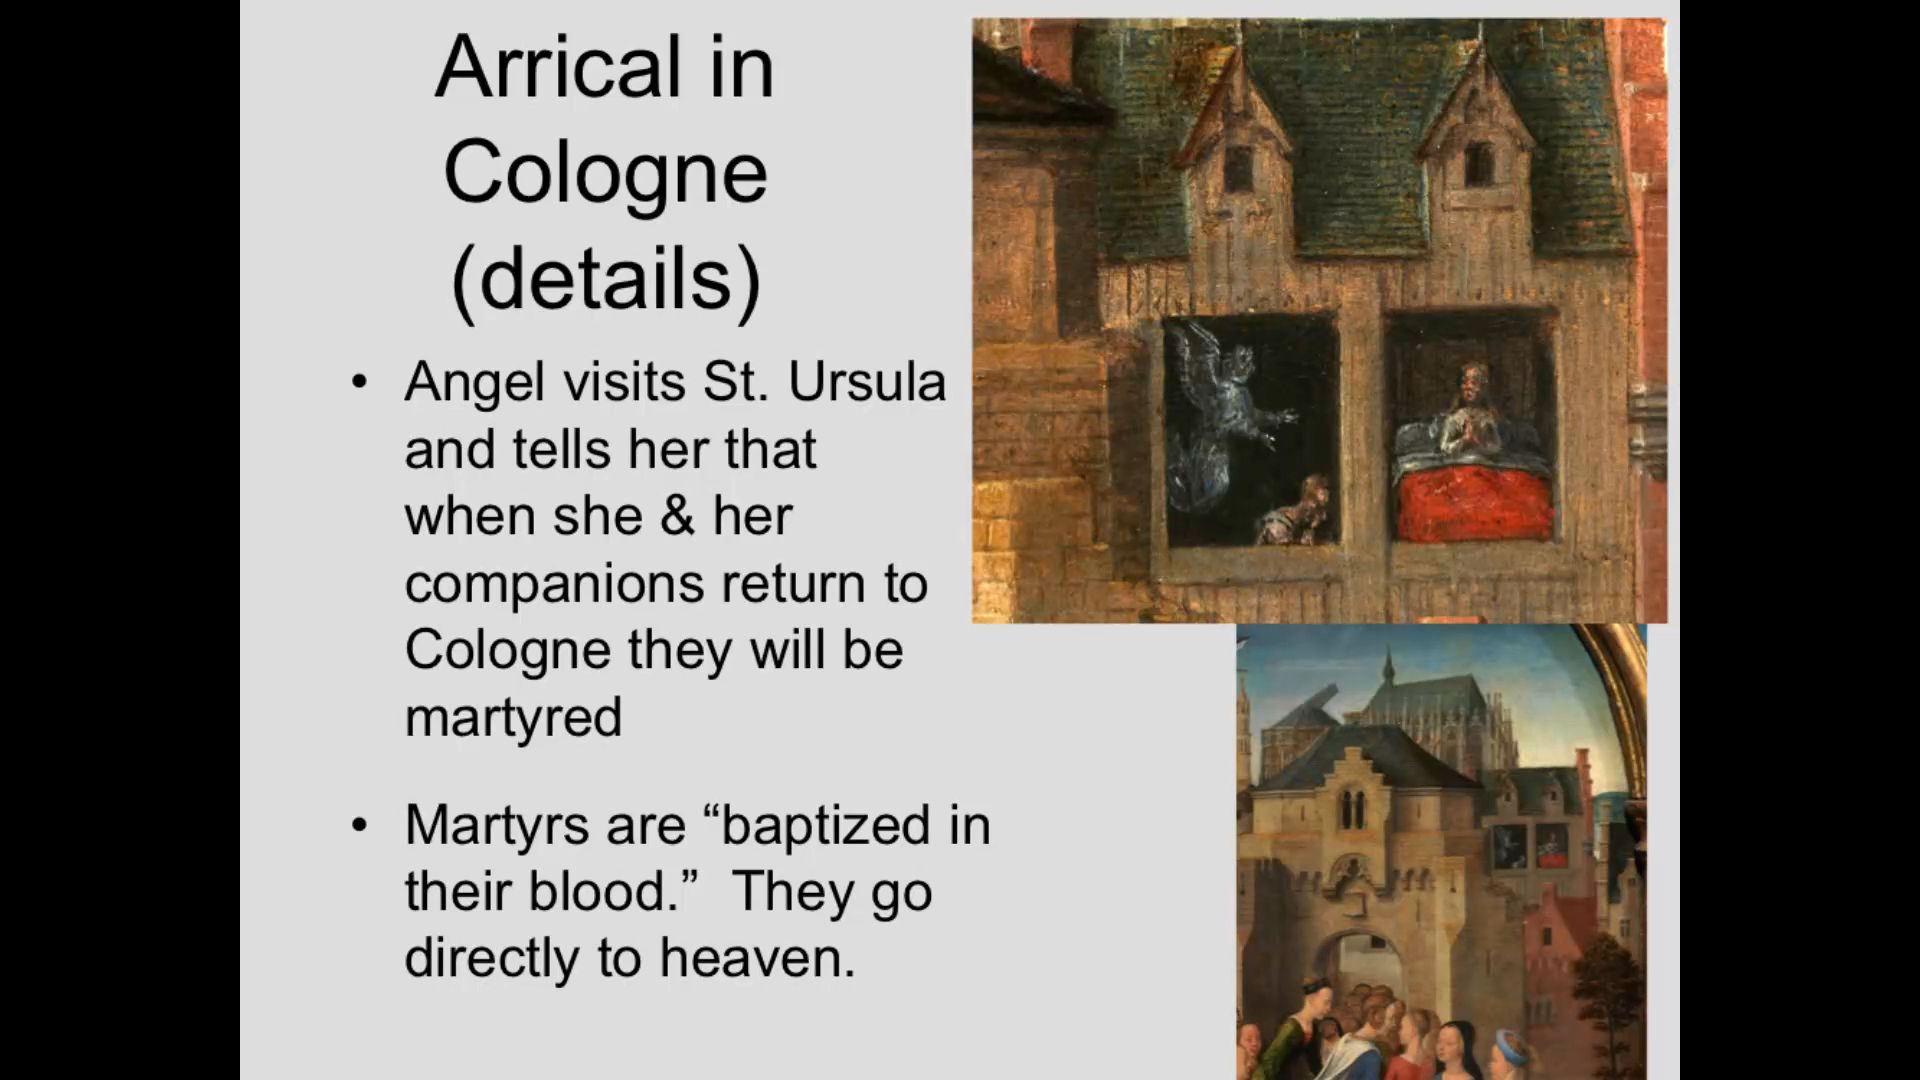 Arrical in
Cologne
(details)
• Angel visits St. Ursula
and tells her that
when she & her
companions return to
Cologne they will be
martyred
• Martyrs are “baptized in
their blood.” They go
directly to heaven.